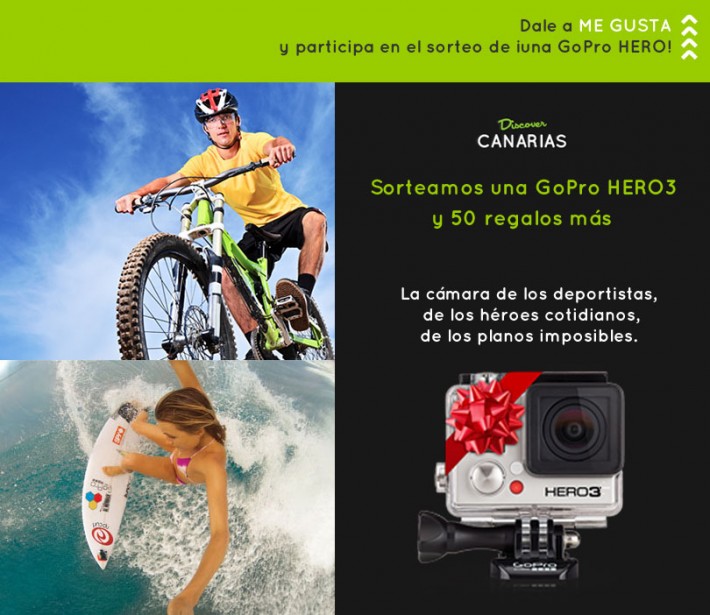 Dale a ME GUSTA
y participa en el sorteo de ¡una GoPro HERO!
Discover
CANARIAS
Sorteamos una GoPro HERO3
y 50 regalos más
La cámara de los deportistas,
de los héroes cotidianos,
de los planos imposibles.
HERO3
GoPro